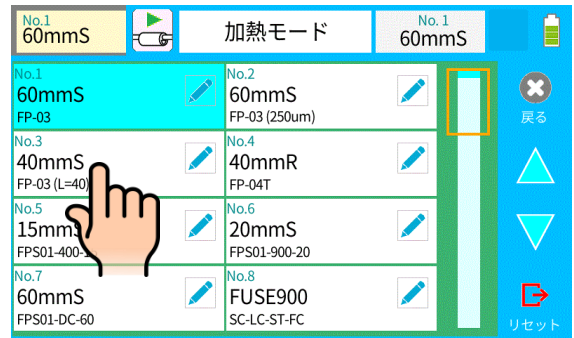 No.1
60mmS
加熱モード
No. 1
60mmS
No.1
60mmS
FP-03
No.2
60mmS
FP-03 (250um)
戻る
No.3
40mmS
FP-03 (L=40)
No.4
40mmR
FP-04T
No.5
15mm
FPS01-400-
No.6
20mmS
FPS01-900-20
No.7
60mmS
FPS01-DC-60
No.8
FUSE900
SC-LC-ST-FC
リセット